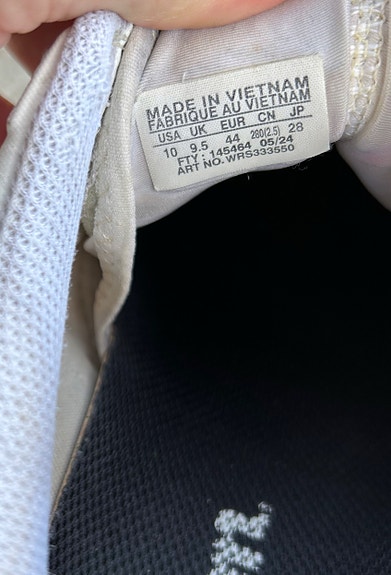 MADE IN VIETNAM
FABRIQUE AU VIETNAM
USA UK EUR CN JP
10 9.5 44 280(2.5) 28
FTY: 145464 05/24
ART NO. WRS333550